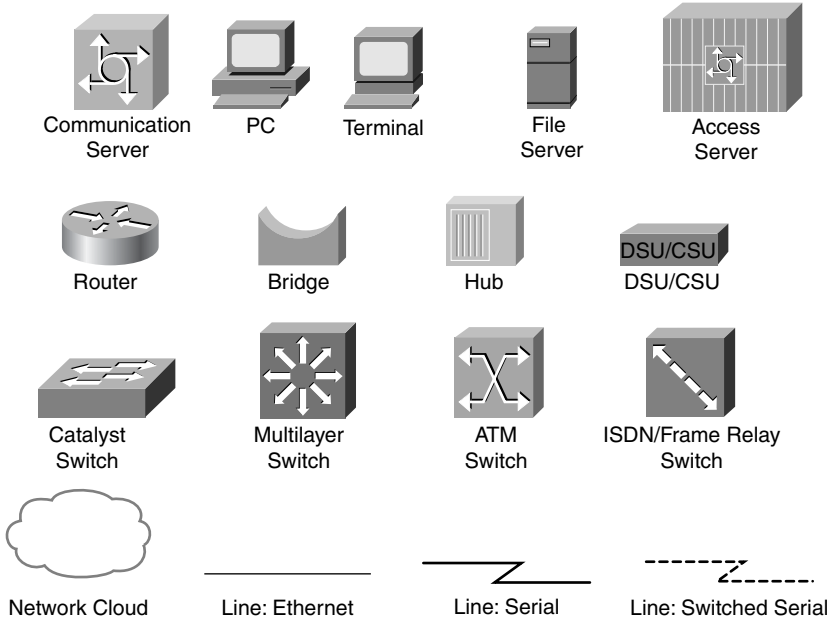 Communication
Server
PC
Terminal
File
Server
Access
Server
Router
Bridge
Hub
DSU/CSU
DSU/CSU
Catalyst
Switch
Multilayer
Switch
ATM
Switch
ISDN/Frame Relay
Switch
Network Cloud
Line: Ethernet
Line: Serial
Line: Switched Serial